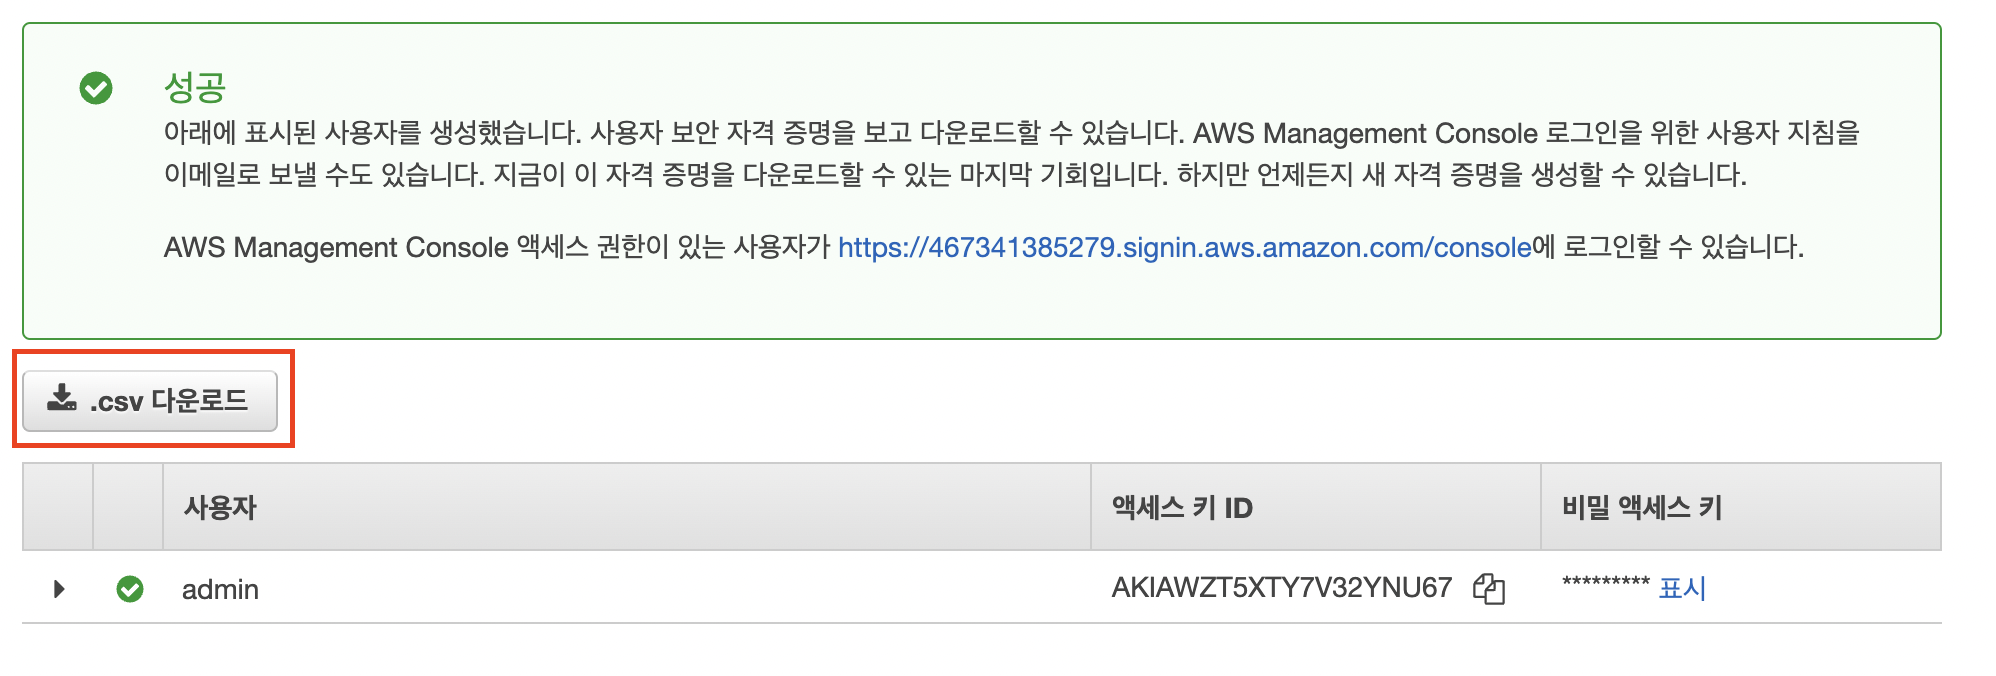 성공
아래에 표시된 사용자를 생성했습니다. 사용자 보안 자격 증명을 보고 다운로드할 수 있습니다. AWS Management Console 로그인을 위한 사용자 지침을
이메일로 보낼 수도 있습니다. 지금이 이 자격 증명을 다운로드할 수 있는 마지막 기회입니다. 하지만 언제든지 새 자격 증명을 생성할 수 있습니다.
AWS Management Console 액세스 권한이 있는 사용자가 https://467341385279.signin.aws.amazon.com/console에 로그인할 수 있습니다.
.csv 다운로드
사용자 액세스 키 ID 비밀 액세스 키
admin AKIAWZT5XTY7V32YNU67 ********* 표시